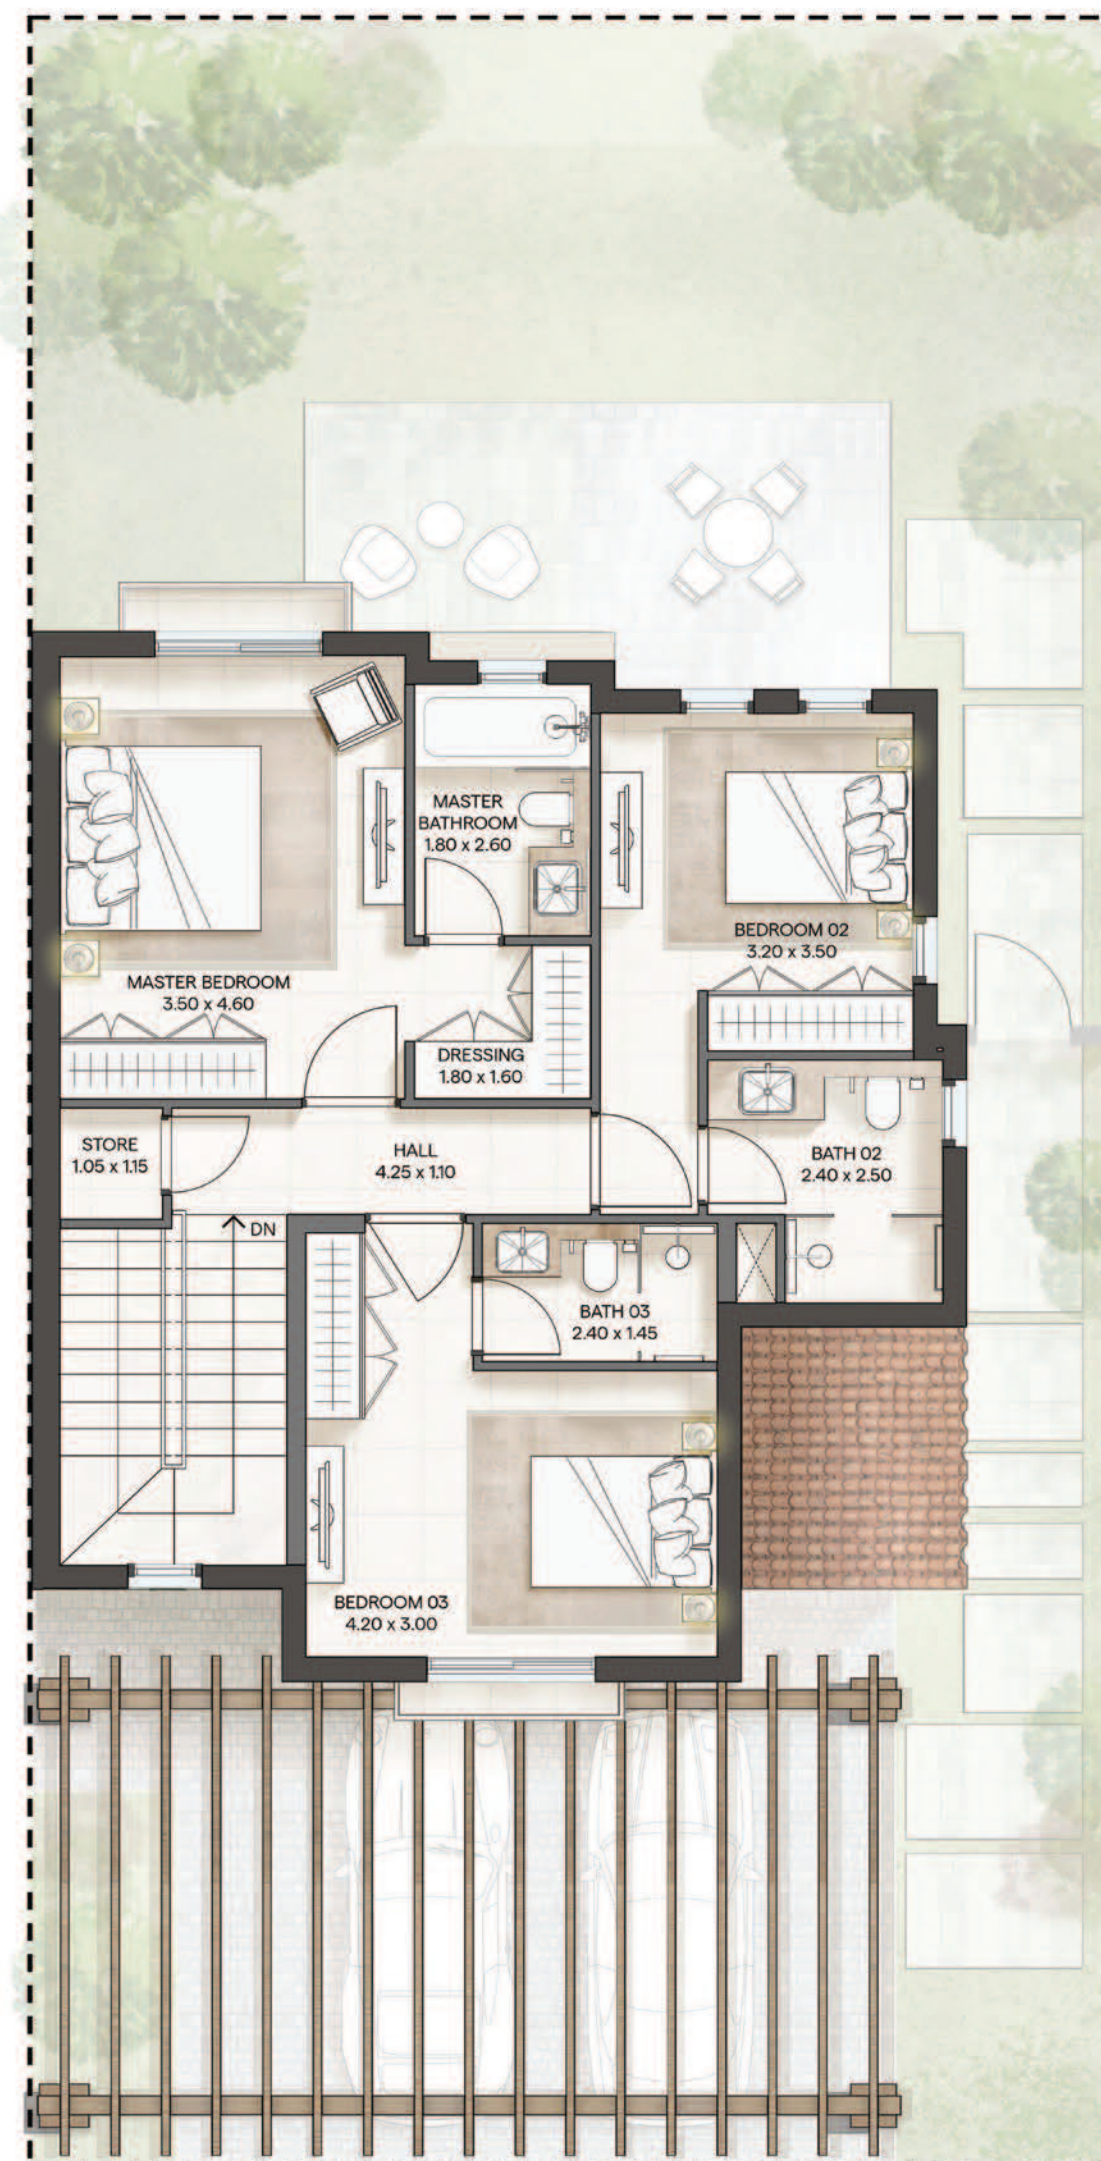 MASTER
BATHROOM
1.80 x 2.60
BEDROOM 02
3.20 x 3.50
MASTER BEDROOM
3.50 x 4.60
DRESSING
1.80 x 1.60
STORE
1.05 x 1.15
HALL
4.25 x 1.10
BATH 02
2.40 x 2.50
DN
BATH 03
2.40 x 1.45
BEDROOM 03
4.20 x 3.00